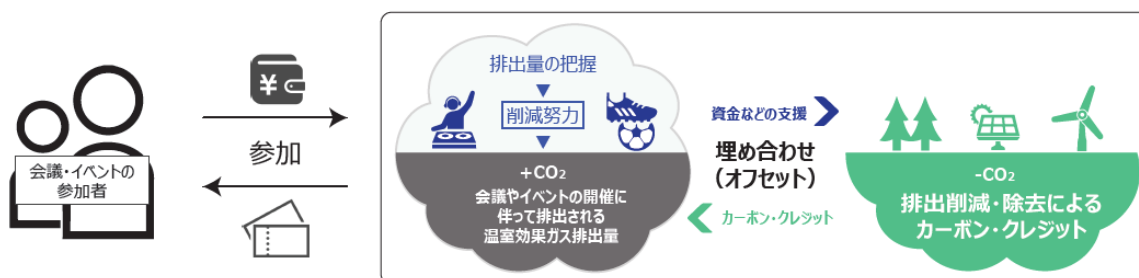 会議・イベントの
参加者
¥
参加
排出量の把握
削減努力
+CO₂
会議やイベントの開催に
伴って排出される
温室効果ガス排出量
資金などの支援
埋め合わせ
（オフセット）
カーボン・クレジット
-CO₂
排出削減・除去による
カーボン・クレジット